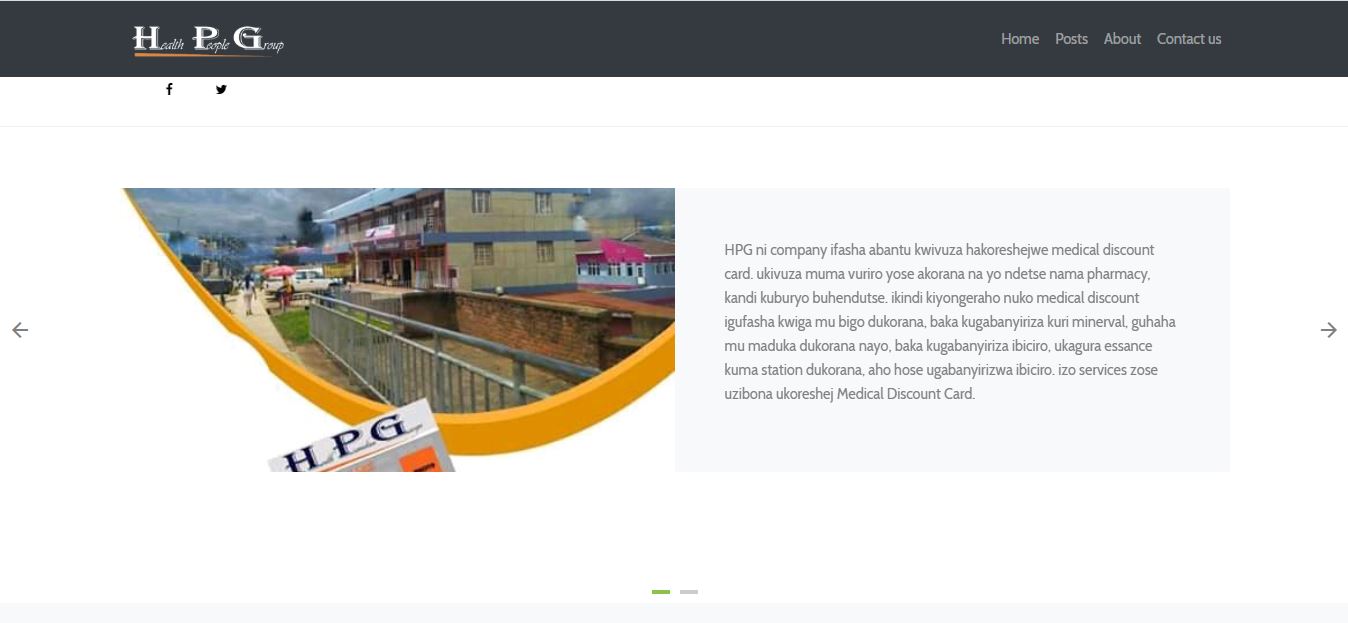 Health People Group
Home Posts About Contact us
HPG ni company ifasha abantu kwivuza hakoreshejwe medical discount
card. ukivuza muma vuriro yose akorana na yo ndetse nama pharmacy,
kandi kuburyo buhendutse. ikindi kiyongeraho nuko medical discount
igufasha kwiga mu bigo dukorana, baka kugabanyiriza kuri minerval, guhaha
mu maduka dukorana nayo, baka kugabanyiriza ibiciro, ukagura essance
kuma station dukorana, aho hose ugabanyirizwa ibiciro. izo services zose
uzibona ukoreshej Medical Discount Card.
HPG